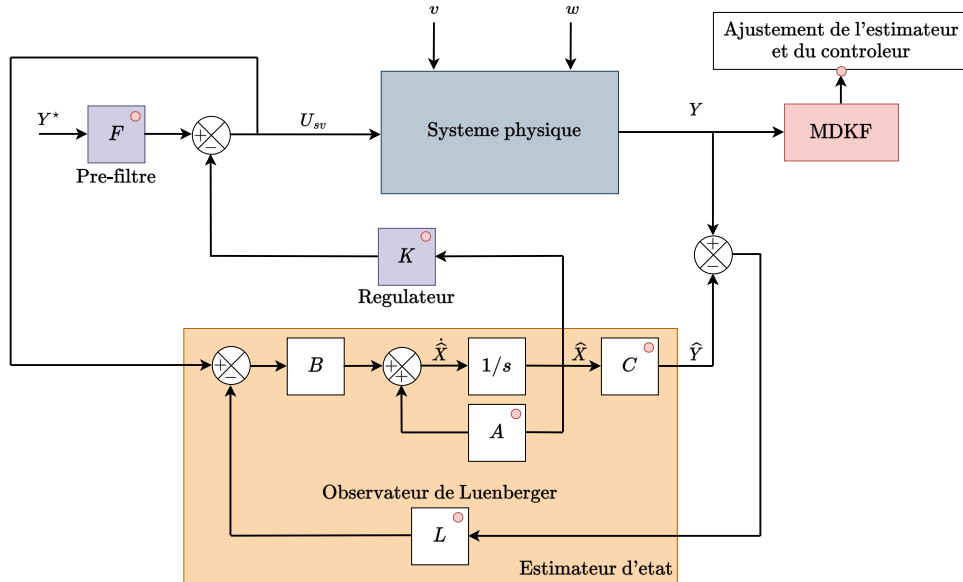 v
w
Ajustement de l'estimateur
et du controleur
Y*
F
+
−
U_sv
Systeme physique
Y
MDKF
Pre-filtre
K
Regulateur
+
−
+
−
B
+
+
Ẋ̂
1/s
X̂
C
Ŷ
A
Observateur de Luenberger
L
Estimateur d'etat